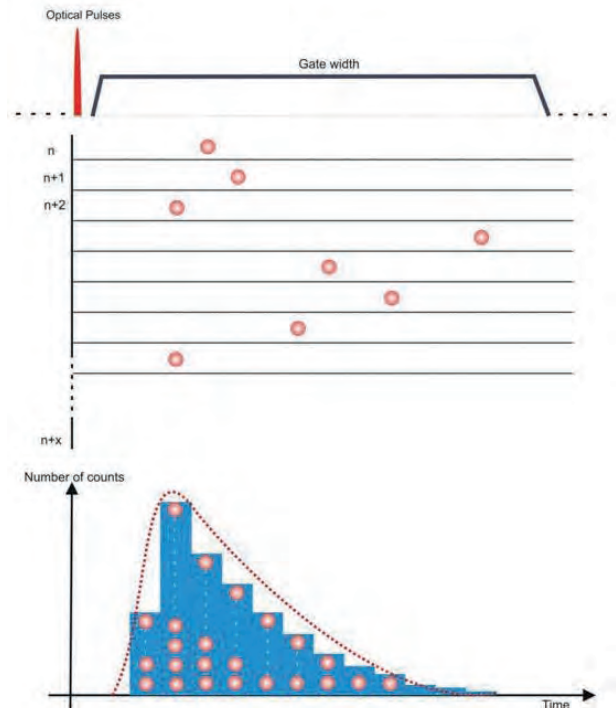 Optical Pulses
Gate width
n
n+1
n+2
n+x
Number of counts
Time